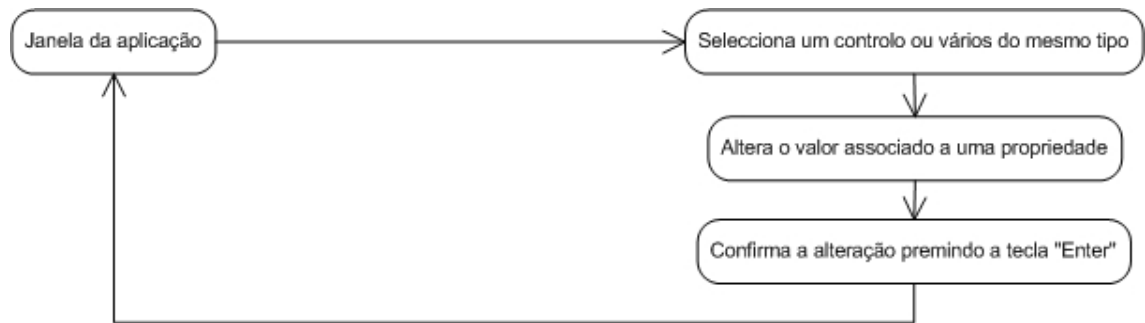 Janela da aplicação
Selecciona um controlo ou vários do mesmo tipo
Altera o valor associado a uma propriedade
Confirma a alteração premindo a tecla "Enter"